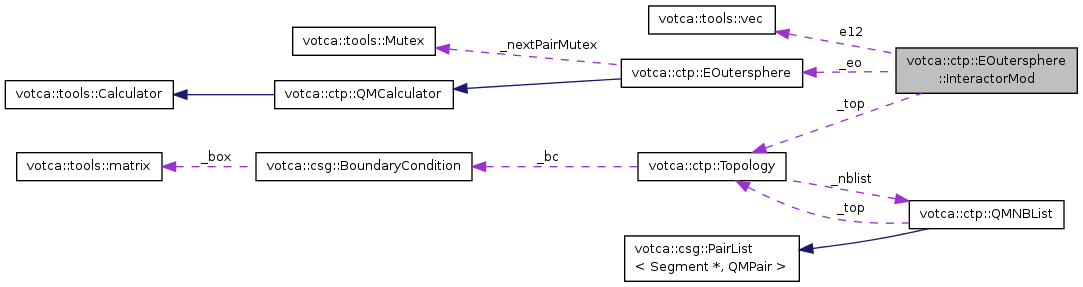 votca::tools::vec
e12
votca::tools::Mutex
_nextPairMutex
votca::ctp::EOutersphere
::InteractorMod
_eo
votca::ctp::EOutersphere
votca::tools::Calculator
votca::ctp::QMCalculator
_top
votca::tools::matrix
_box
votca::csg::BoundaryCondition
_bc
votca::ctp::Topology
_nblist
_top
votca::ctp::QMNBList
votca::csg::PairList
< Segment *, QMPair >